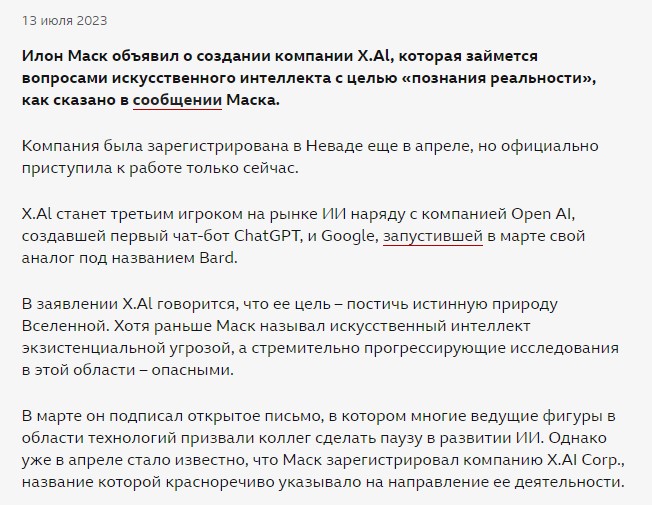 13 июля 2023
Илон Маск объявил о создании компании X.AI, которая займется
вопросами искусственного интеллекта с целью «познания реальности»,
как сказано в сообщении Маска.
Компания была зарегистрирована в Неваде еще в апреле, но официально
приступила к работе только сейчас.
X.AI станет третьим игроком на рынке ИИ наряду с компанией Open AI,
создавшей первый чат-бот ChatGPT, и Google, запустившей в марте свой
аналог под названием Bard.
В заявлении X.AI говорится, что ее цель – постичь истинную природу
Вселенной. Хотя раньше Маск называл искусственный интеллект
экзистенциальной угрозой, а стремительно прогрессирующие исследования
в этой области – опасными.
В марте он подписал открытое письмо, в котором многие ведущие фигуры в
области технологий призвали коллег сделать паузу в развитии ИИ. Однако
уже в апреле стало известно, что Маск зарегистрировал компанию X.AI Corp.,
название которой красноречиво указывало на направление ее деятельности.